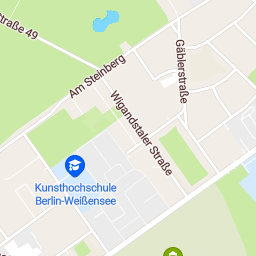 Straße 49
Am Steinberg
Gäblerstraße
Wigandstaler Straße
Kunsthochschule
Berlin-Weißensee